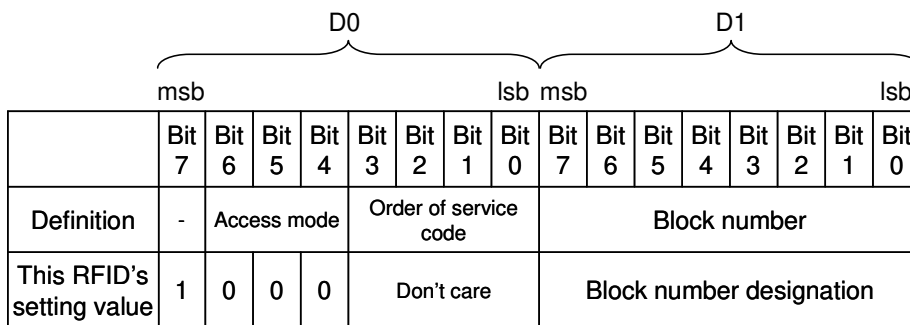 D0 D1
msb lsb msb lsb
Bit 7 Bit 6 Bit 5 Bit 4 Bit 3 Bit 2 Bit 1 Bit 0 Bit 7 Bit 6 Bit 5 Bit 4 Bit 3 Bit 2 Bit 1 Bit 0
Definition - Access mode Order of service code Block number
This RFID's setting value 1 0 0 0 Don't care Block number designation